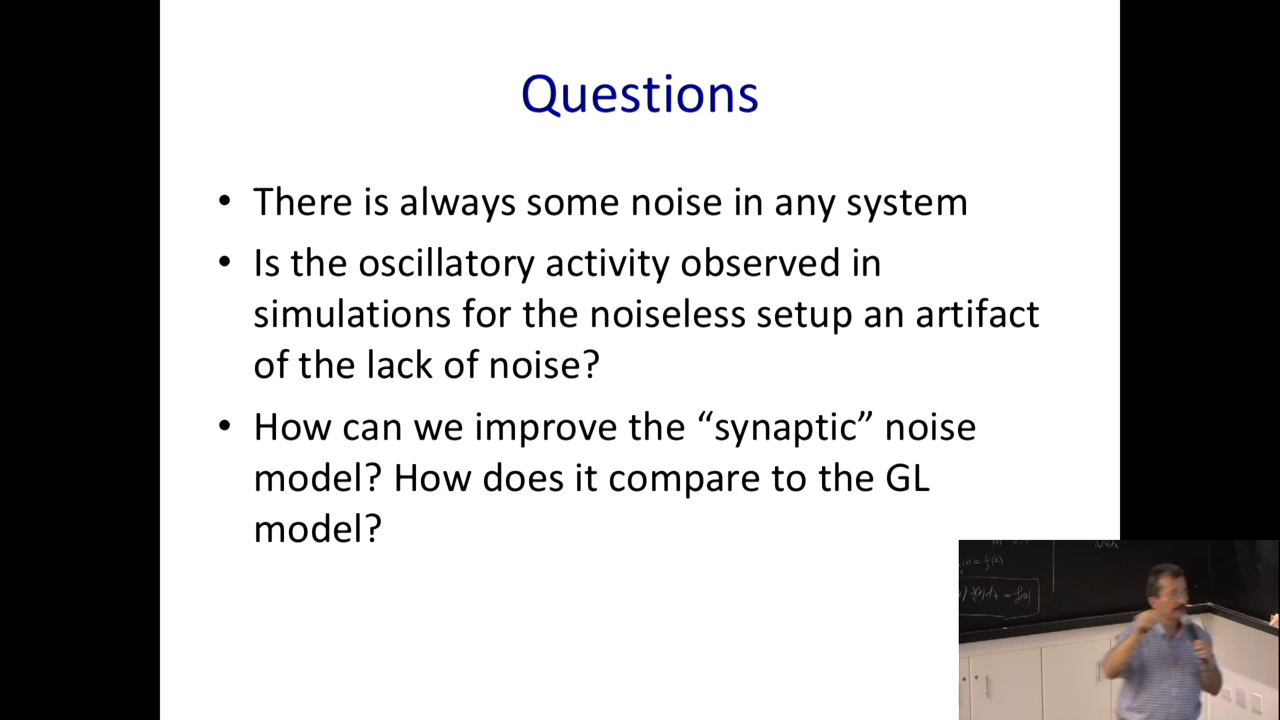 Questions
• There is always some noise in any system
• Is the oscillatory activity observed in
simulations for the noiseless setup an artifact
of the lack of noise?
• How can we improve the “synaptic” noise
model? How does it compare to the GL
model?